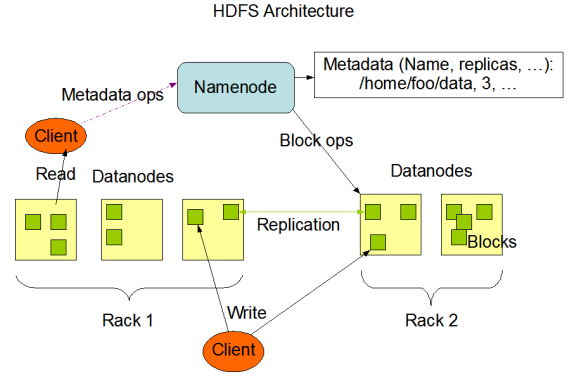 HDFS Architecture
Metadata (Name, replicas, ...):
/home/foo/data, 3, ...
Namenode
Metadata ops
Client
Block ops
Read
Datanodes
Datanodes
Replication
Blocks
Write
Rack 1
Rack 2
Client